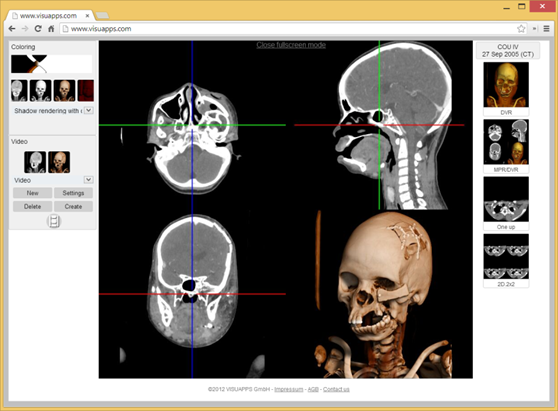 www.visuapps.com
www.visuapps.com
Coloring
Close fullscreen mode
COU IV
27 Sep 2005 (CT)
DVR
Shadow rendering with c
MPR/DVR
Video
Video
New Settings
Delete Create
One up
2D.2x2
©2012 VISUAPPS GmbH - Impressum - AGB - Contact us